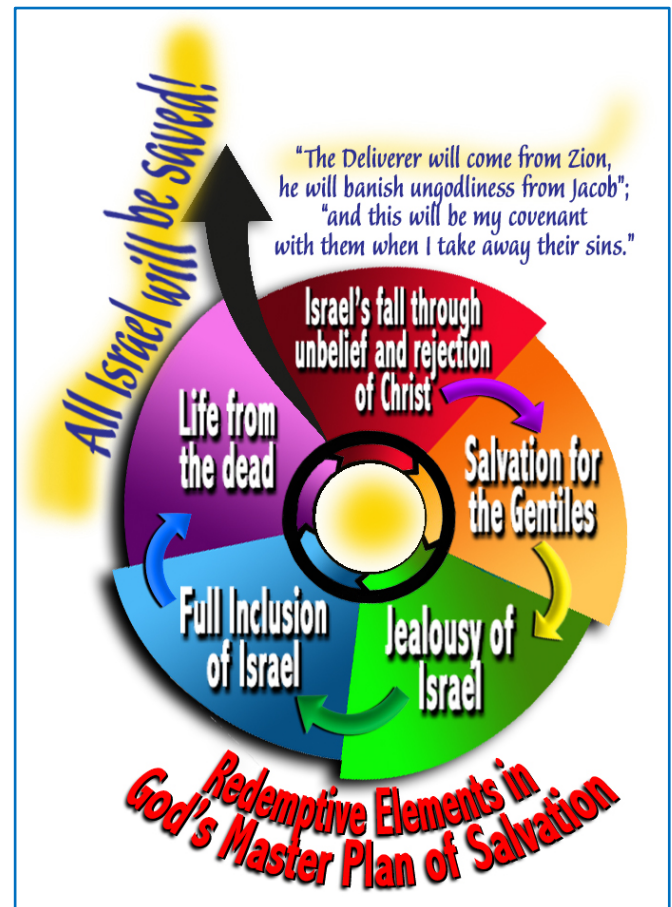 All Israel will be saved!
“The Deliverer will come from Zion,
he will banish ungodliness from Jacob”;
“and this will be my covenant
with them when I take away their sins.”
Israel’s fall through
unbelief and rejection
of Christ
Salvation for
the Gentiles
Jealousy of
Israel
Full Inclusion
of Israel
Life from
the dead
Redemptive Elements in
God’s Master Plan of Salvation